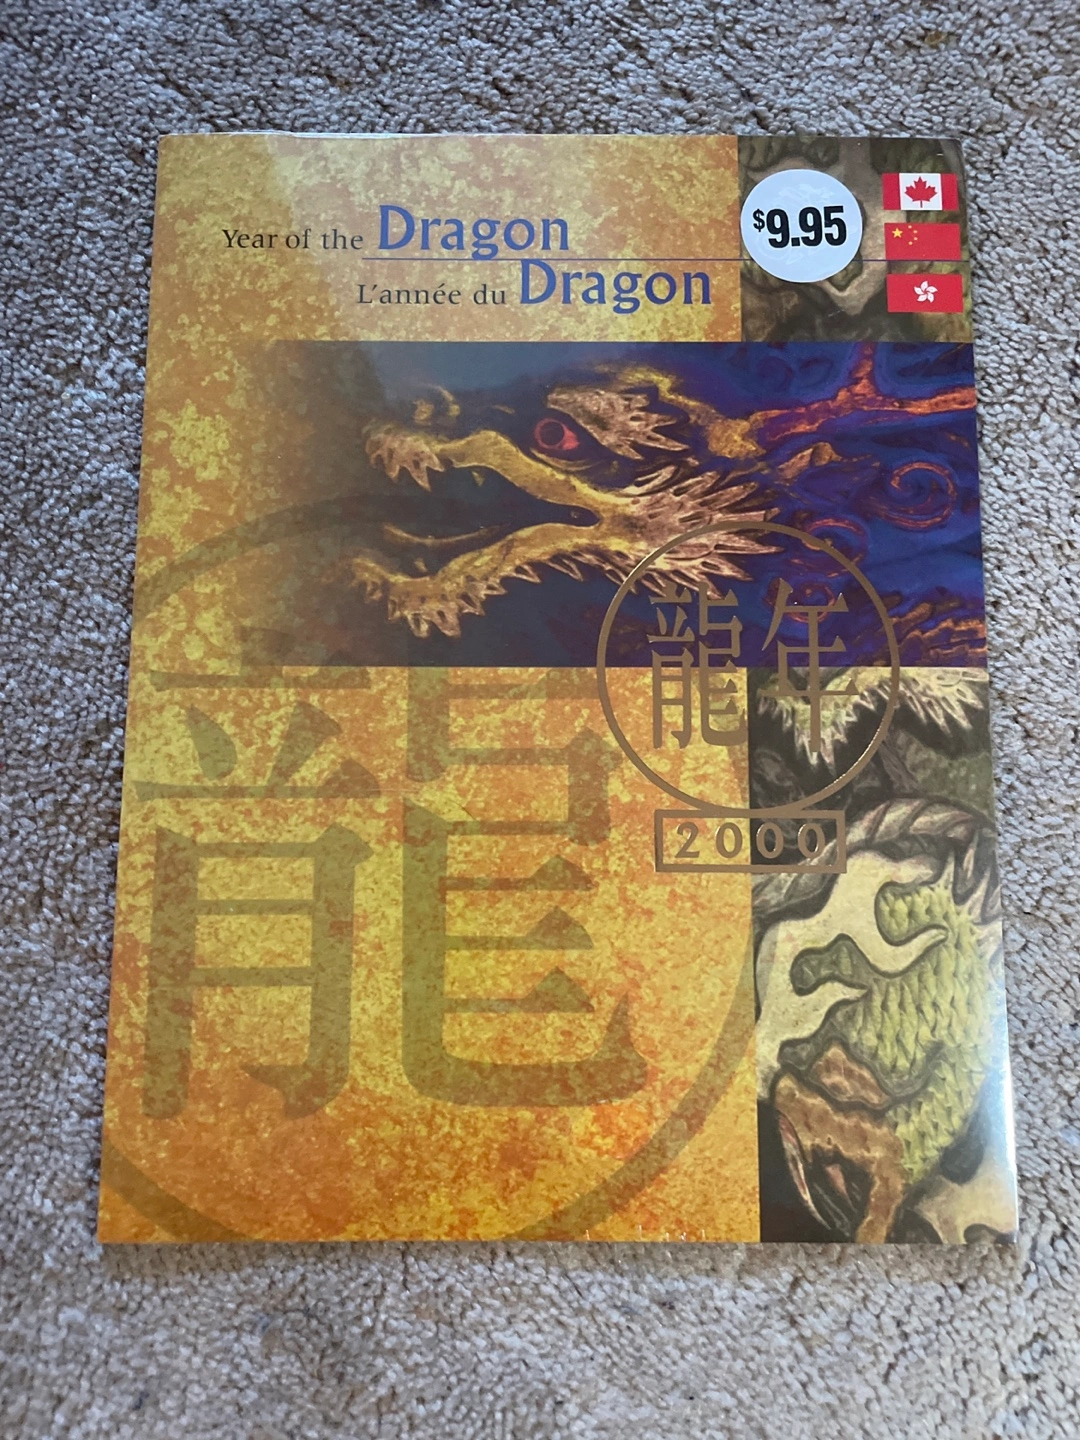 Year of the Dragon
L'année du Dragon
$9.95
龍年
2000
龍